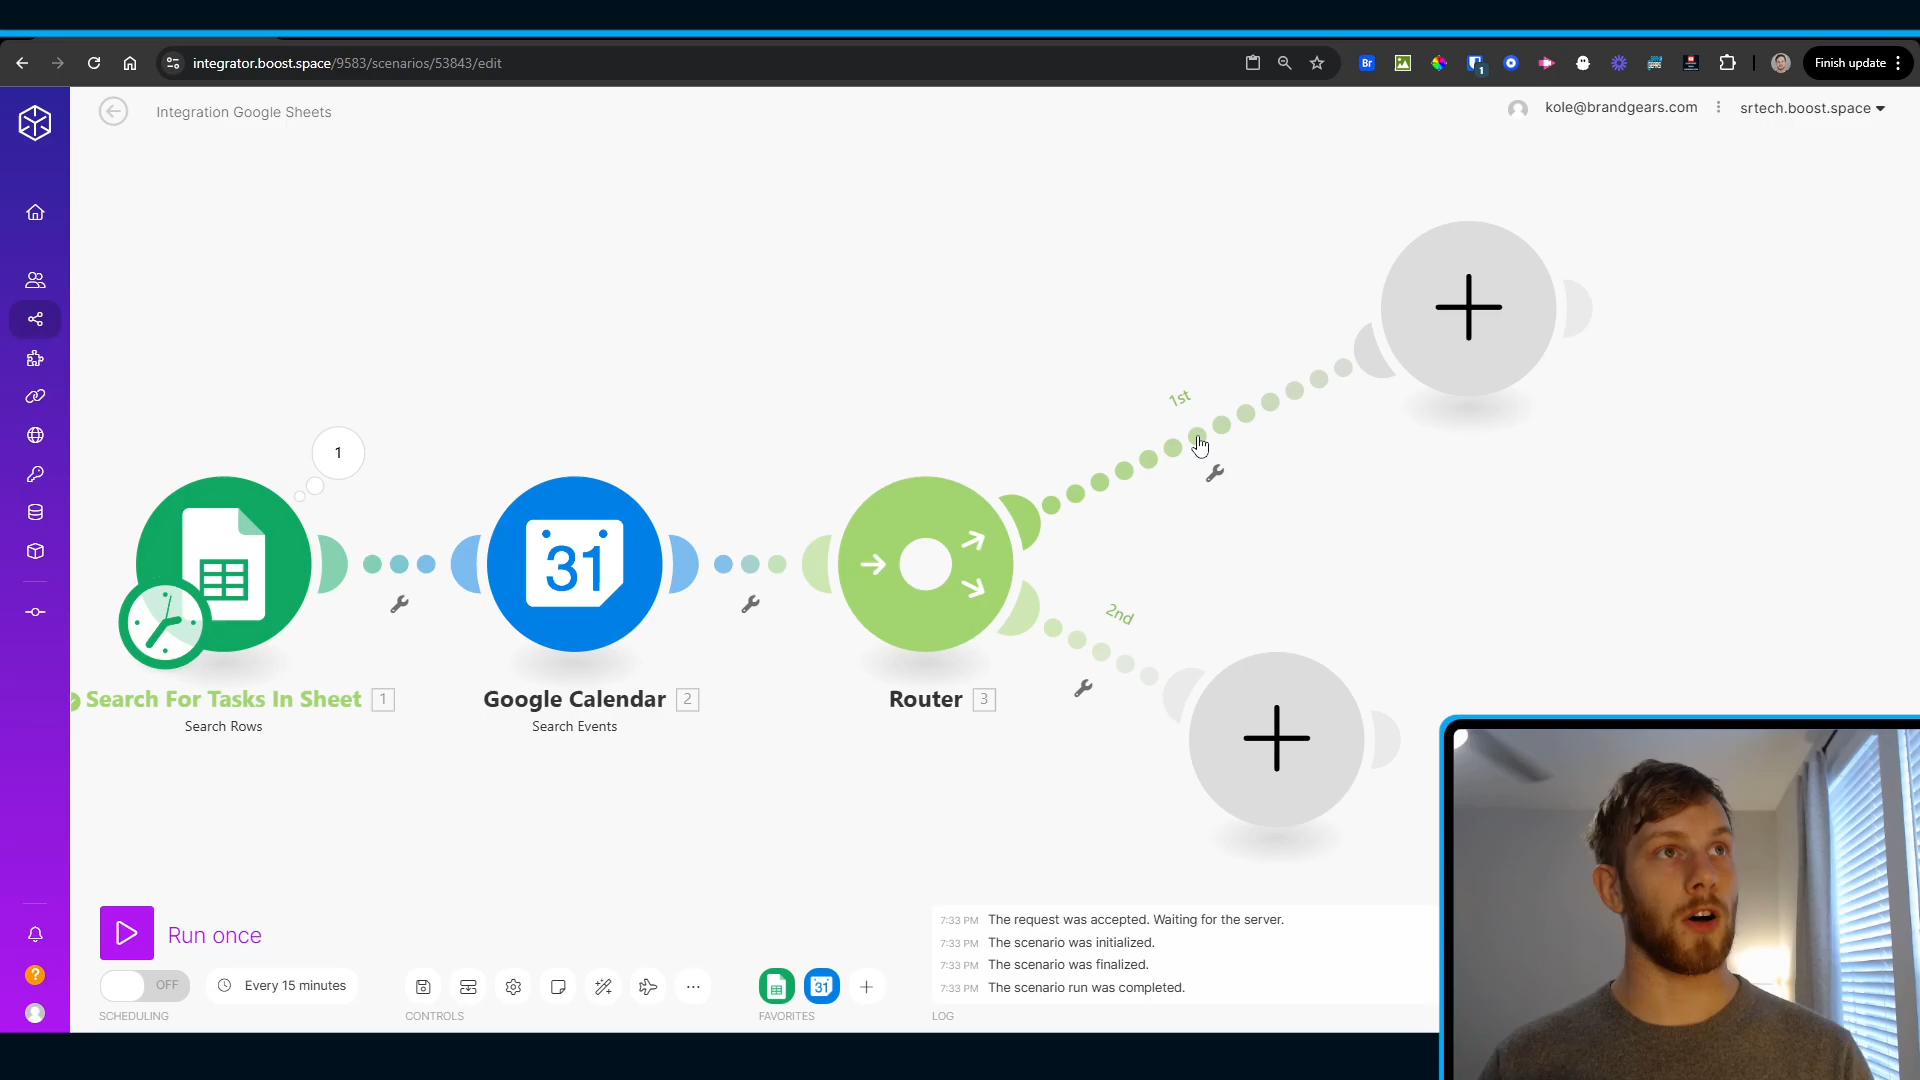 integrator.boost.space/9583/scenarios/53843/edit
Br
1
Finish update
Integration Google Sheets
kole@brandgears.com
srtech.boost.space
1st
1
31
2nd
Search For Tasks In Sheet 1
Search Rows
Google Calendar 2
Search Events
Router 3
Run once
OFF
Every 15 minutes
SCHEDULING
CONTROLS
31
FAVORITES
7:33 PM The request was accepted. Waiting for the server.
7:33 PM The scenario was initialized.
7:33 PM The scenario was finalized.
7:33 PM The scenario run was completed.
LOG
?